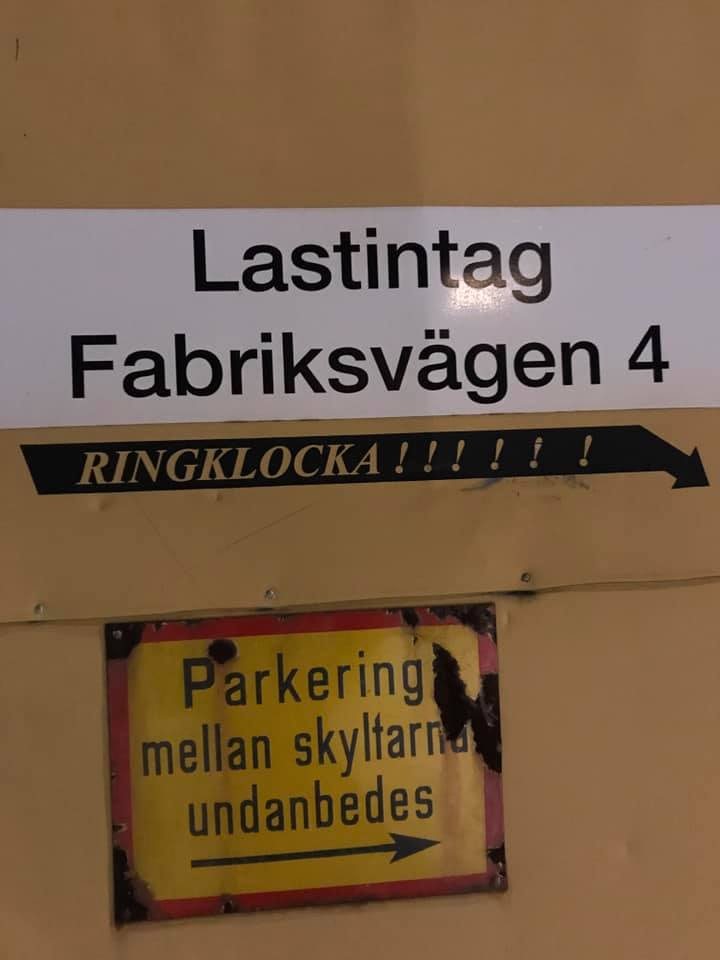 Lastintag
Fabriksvägen 4
RINGKLOCKA!!! ! ! !
Parkering
mellan skyltarna
undanbedes